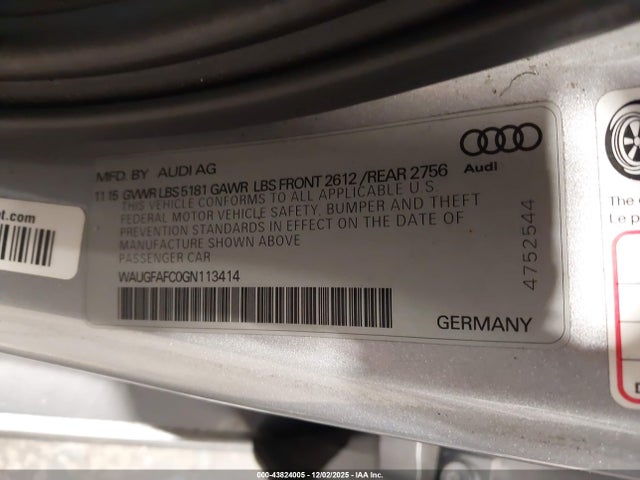 MFD. BY AUDI AG
11 15 GVWR LBS 5181 GAWR LBS FRONT 2612 /REAR 2756
THIS VEHICLE CONFORMS TO ALL APPLICABLE U S
FEDERAL MOTOR VEHICLE SAFETY, BUMPER AND THEFT
PREVENTION STANDARDS IN EFFECT ON THE DATE OF
MANUFACTURE SHOWN ABOVE
PASSENGER CAR
WAUGFAFC0GN113414
Audi
4752544
GERMANY
t.com
The
Le p
000-43824005 - 12/02/2025 - IAA Inc.